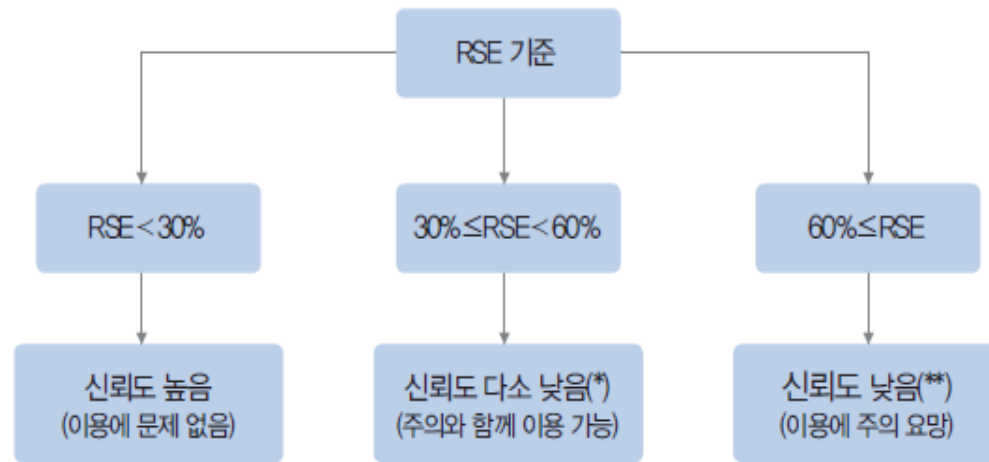 RSE 기준
RSE<30%
30%≤RSE<60%
60%≤RSE
신뢰도 높음
(이용에 문제 없음)
신뢰도 다소 낮음(*)
(주의와 함께 이용 가능)
신뢰도 낮음(**)
(이용에 주의 요망)